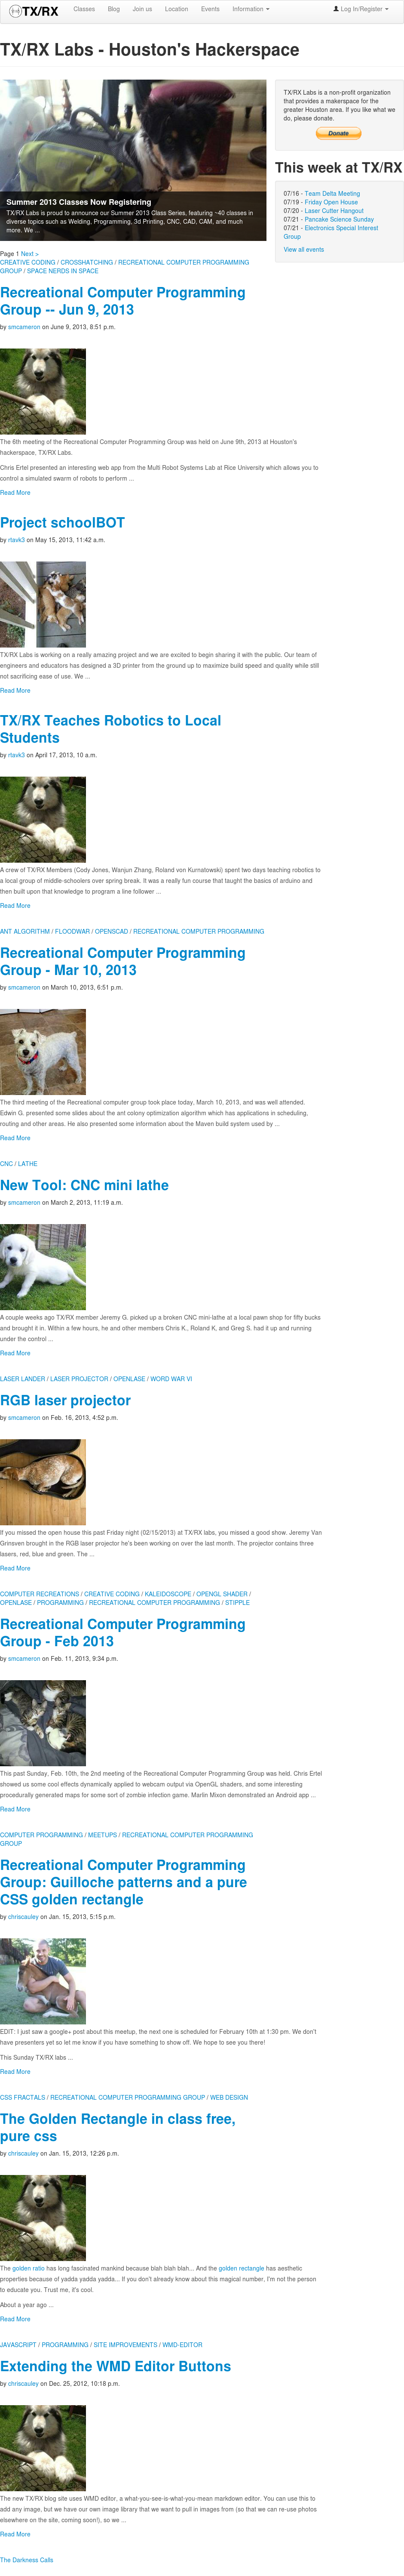 TX/RX Classes Blog Join us Location Events Information Log In/Register
TX/RX Labs - Houston's Hackerspace
Summer 2013 Classes Now Registering
TX/RX Labs is proud to announce our Summer 2013 Class Series, featuring ~40 classes in
diverse topics such as Welding, Programming, 3d Printing, CNC, CAD, CAM, and much
more. We ...
TX/RX Labs is a non-profit organization
that provides a makerspace for the
greater Houston area. If you like what we
do, please donate.
Donate
This week at TX/RX
07/16 - Team Delta Meeting
07/19 - Friday Open House
07/20 - Laser Cutter Hangout
07/21 - Pancake Science Sunday
07/21 - Electronics Special Interest
Group
View all events
Page 1 Next >
CREATIVE CODING / CROSSHATCHING / RECREATIONAL COMPUTER PROGRAMMING
GROUP / SPACE NERDS IN SPACE
Recreational Computer Programming
Group -- Jun 9, 2013
by smcameron on June 9, 2013, 8:51 p.m.
The 6th meeting of the Recreational Computer Programming Group was held on June 9th, 2013 at Houston's
hackerspace, TX/RX Labs.
Chris Ertel presented an interesting web app from the Multi Robot Systems Lab at Rice University which allows you to
control a simulated swarm of robots to perform ...
Read More
Project schoolBOT
by rtavk3 on May 15, 2013, 11:42 a.m.
TX/RX Labs is working on a really amazing project and we are excited to begin sharing it with the public. Our team of
engineers and educators has designed a 3D printer from the ground up to maximize build speed and quality while still
not sacrificing ease of use. We ...
Read More
TX/RX Teaches Robotics to Local
Students
by rtavk3 on April 17, 2013, 10 a.m.
A crew of TX/RX Members (Cody Jones, Wanjun Zhang, Roland von Kurnatowski) spent two days teaching robotics to
a local group of middle schoolers over spring break. It was a really fun course that taught the basics of arduino and
then built upon that knowledge to program a line follower ...
Read More
ANT ALGORITHM / FLOODWAR / OPENSCAD / RECREATIONAL COMPUTER PROGRAMMING
Recreational Computer Programming
Group - Mar 10, 2013
by smcameron on March 10, 2013, 6:51 p.m.
The third meeting of the Recreational Computer group took place today, March 10, 2013, and was well attended.
Edwin G. presented some slides about the ant colony optimization algorithm which has applications in scheduling,
routing and other areas. He also presented some information about the Maven build system used by ...
Read More
CNC / LATHE
New Tool: CNC mini lathe
by smcameron on March 2, 2013, 11:19 a.m.
A couple weeks ago TX/RX member Jeremy G. picked up a broken CNC mini-lathe at a local pawn shop for fifty bucks
and brought it in. Within a few hours, he and other members Chris K., Roland K, and Greg S. had it up and running
under the control ...
Read More
LASER LANDER / LASER PROJECTOR / OPENLASE / WORD WAR VI
RGB laser projector
by smcameron on Feb. 16, 2013, 4:52 p.m.
If you missed the open house this past Friday night (02/15/2013) at TX/RX labs, you missed a good show. Jeremy Van
Grinsven brought in the RGB laser projector he's been working on over the last month. The projector contains three
lasers, red, blue and green. The ...
Read More
COMPUTER RECREATIONS / CREATIVE CODING / KALEIDOSCOPE / OPENGL SHADER /
OPENLASE / PROGRAMMING / RECREATIONAL COMPUTER PROGRAMMING / STIPPLE
Recreational Computer Programming
Group - Feb 2013
by smcameron on Feb. 11, 2013, 9:34 p.m.
This past Sunday, Feb. 10th, the 2nd meeting of the Recreational Computer Programming Group was held. Chris Ertel
showed us some cool effects dynamically applied to webcam output via OpenGL shaders, and some interesting
procedurally generated maps for some sort of zombie infection game. Marlin Mixon demonstrated an Android app ...
Read More
COMPUTER PROGRAMMING / MEETUPS / RECREATIONAL COMPUTER PROGRAMMING
GROUP
Recreational Computer Programming
Group: Guilloche patterns and a pure
CSS golden rectangle
by chriscauley on Jan. 15, 2013, 5:15 p.m.
EDIT: I just saw a google+ post about this meetup, the next one is scheduled for February 10th at 1:30 pm. We don't
have presenters yet so let me know if you have something to show off. We hope to see you there!
This Sunday TX/RX labs ...
Read More
CSS FRACTALS / RECREATIONAL COMPUTER PROGRAMMING GROUP / WEB DESIGN
The Golden Rectangle in class free,
pure css
by chriscauley on Jan. 15, 2013, 12:26 p.m.
The golden ratio has long fascinated mankind because blah blah blah... And the golden rectangle has aesthetic
properties because of yadda yadda yadda... If you don't already know about this magical number, I'm not the person
to educate you. Trust me, it's cool.
About a year ago ...
Read More
JAVASCRIPT / PROGRAMMING / SITE IMPROVEMENTS / WMD-EDITOR
Extending the WMD Editor Buttons
by chriscauley on Dec. 25, 2012, 10:18 p.m.
The new TX/RX blog site uses WMD editor, a what-you-see-is-what-you-mean markdown editor. You can use this to
add any image, but we have our own image library that we want to pull in images from (so that we can re-use photos
elsewhere on the site, coming soon!), so we ...
Read More
The Darkness Calls